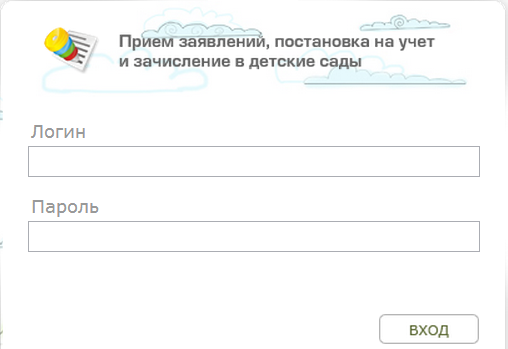 Прием заявлений, постановка на учет
и зачисление в детские сады
Логин
Пароль
ВХОД